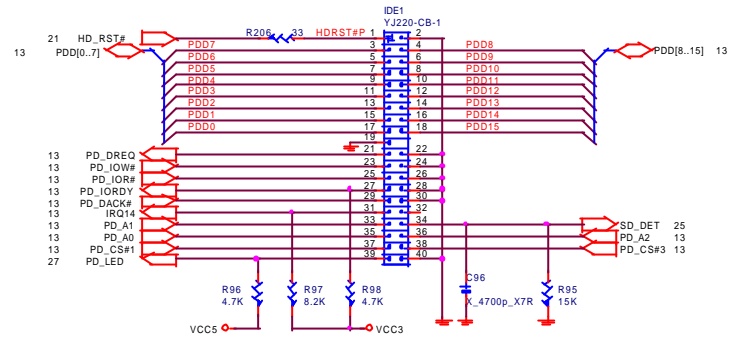 IDE1
YJ220-CB-1
21 HD_RST# R206 33 HDRST#P 1 2
13 PDD[0..7] PDD7 3 4 PDD8 PDD[8..15] 13
PDD6 5 6 PDD9
PDD5 7 8 PDD10
PDD4 9 10 PDD11
PDD3 11 12 PDD12
PDD2 13 14 PDD13
PDD1 15 16 PDD14
PDD0 17 18 PDD15
19
13 PD_DREQ 21 22
13 PD_IOW# 23 24
13 PD_IOR# 25 26
13 PD_IORDY 27 28
13 PD_DACK# 29 30
13 IRQ14 31 32
13 PD_A1 33 34 SD_DET 25
13 PD_A0 35 36 PD_A2 13
13 PD_CS#1 37 38 PD_CS#3 13
27 PD_LED 39 40
R96 R97 R98 C96 R95
4.7K 8.2K 4.7K X_4700p_X7R 15K
VCC5 VCC3